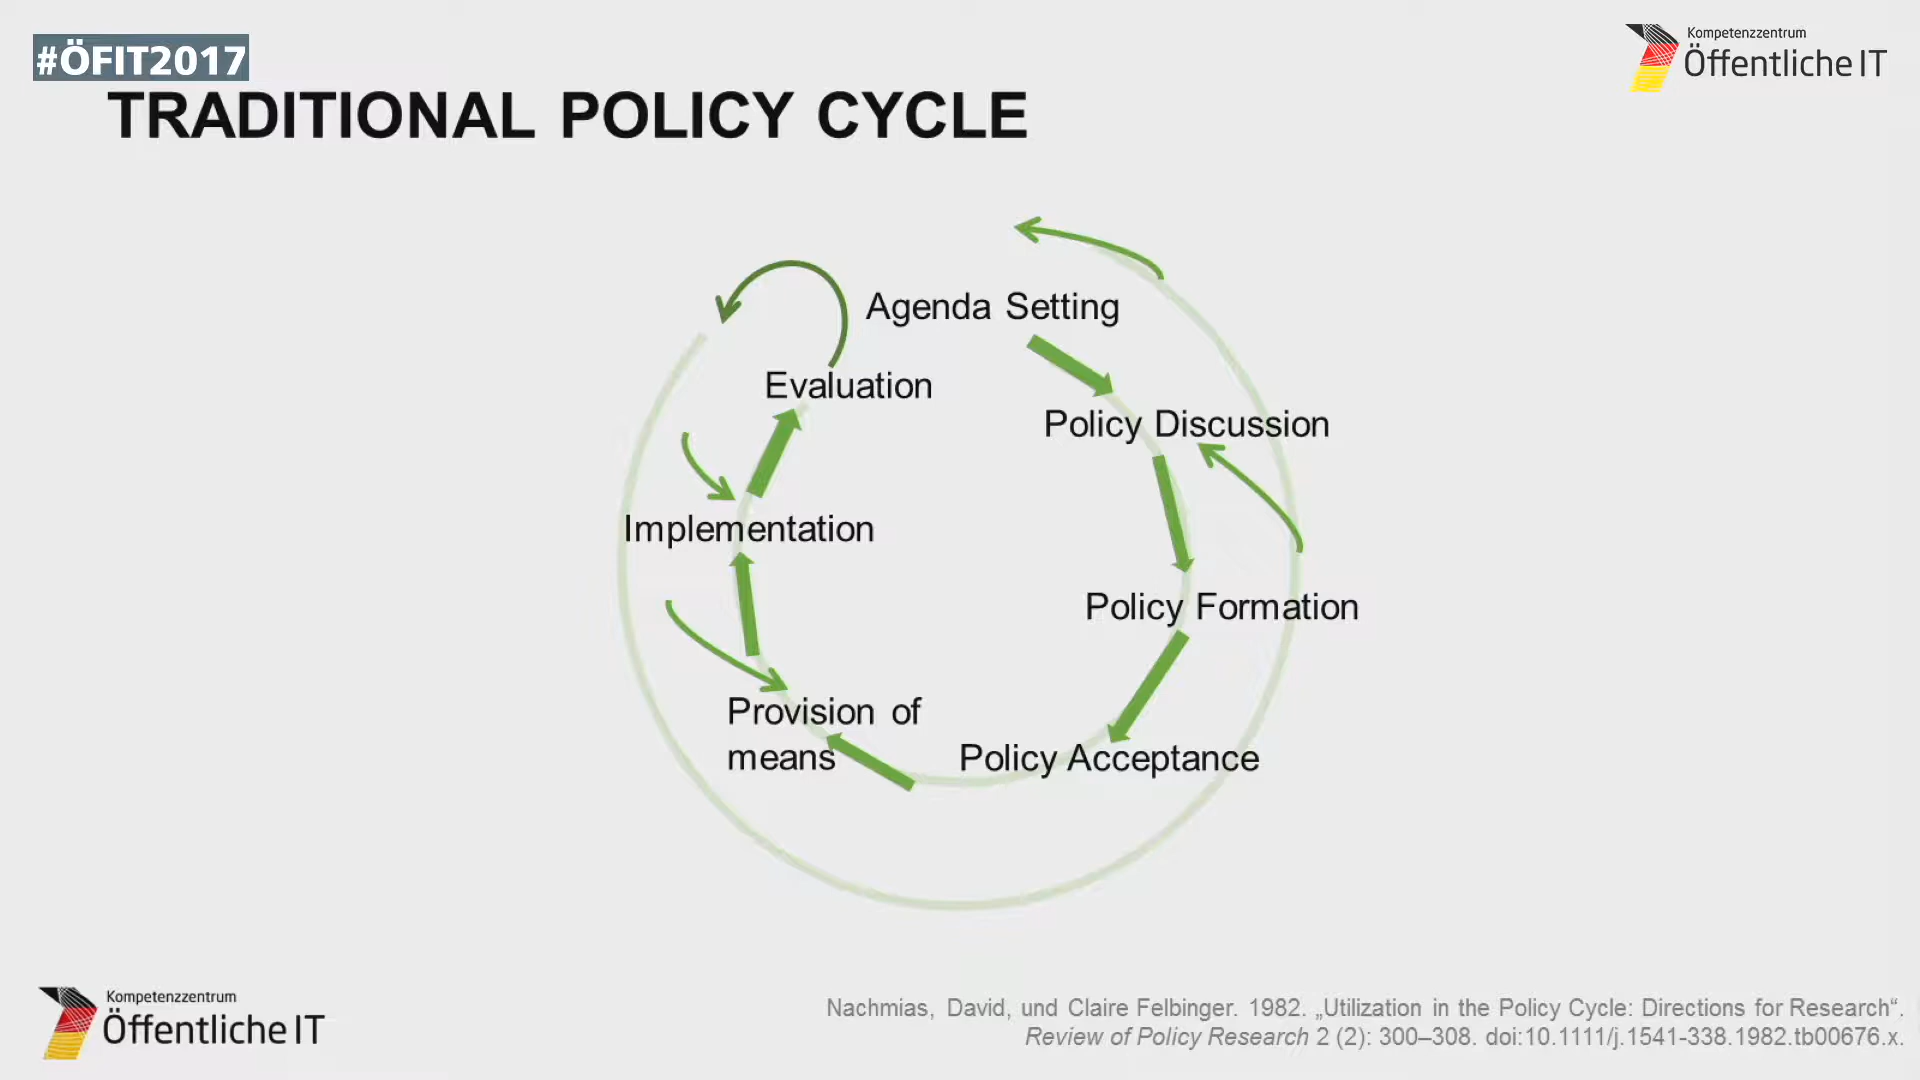 #ÖFIT2017
Kompetenzzentrum
Öffentliche IT
TRADITIONAL POLICY CYCLE
Agenda Setting
Evaluation
Policy Discussion
Implementation
Policy Formation
Provision of
means
Policy Acceptance
Kompetenzzentrum
Öffentliche IT
Nachmias, David, und Claire Felbinger. 1982. „Utilization in the Policy Cycle: Directions for Research“.
Review of Policy Research 2 (2): 300–308. doi:10.1111/j.1541-338.1982.tb00676.x.